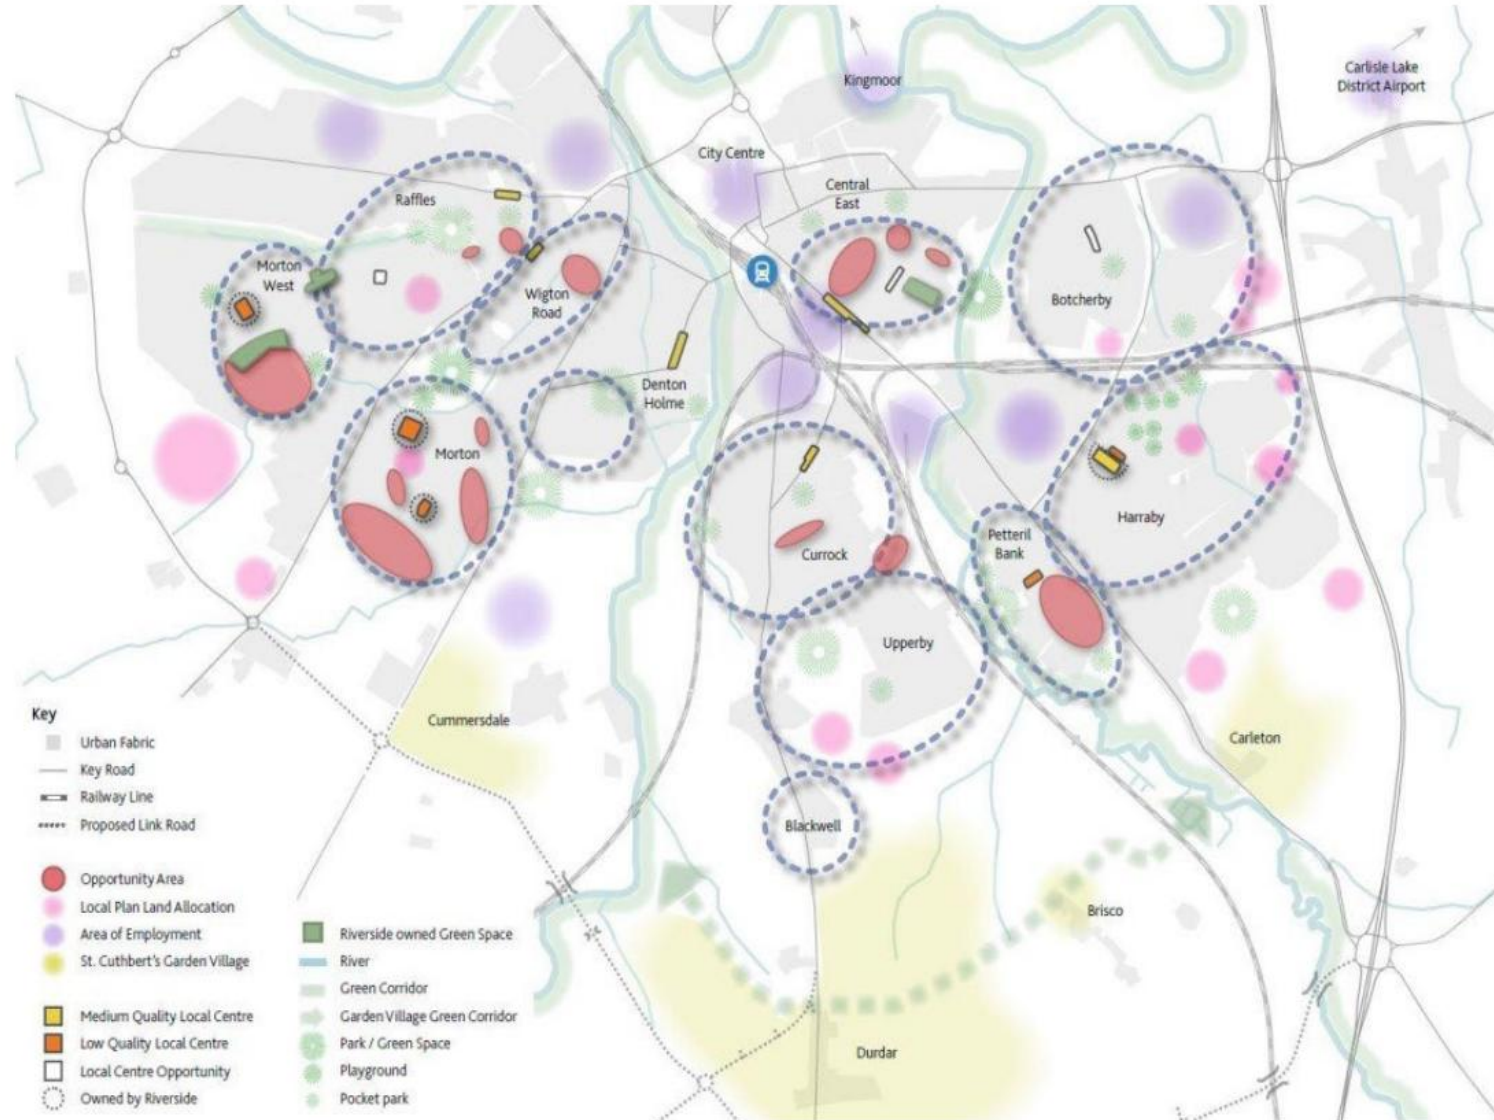 Kingmoor
Carlisle Lake
District Airport
City Centre
Central
East
Raffles
Morton
West
Wigton
Road
Botcherby
Denton
Holme
Morton
Harraby
Petteril
Bank
Currock
Upperby
Cummersdale
Carleton
Blackwell
Brisco
Durdar
Key
Urban Fabric
Key Road
Railway Line
Proposed Link Road
Opportunity Area
Local Plan Land Allocation
Area of Employment
St. Cuthbert's Garden Village
Medium Quality Local Centre
Low Quality Local Centre
Local Centre Opportunity
Owned by Riverside
Riverside owned Green Space
River
Green Corridor
Garden Village Green Corridor
Park / Green Space
Playground
Pocket park